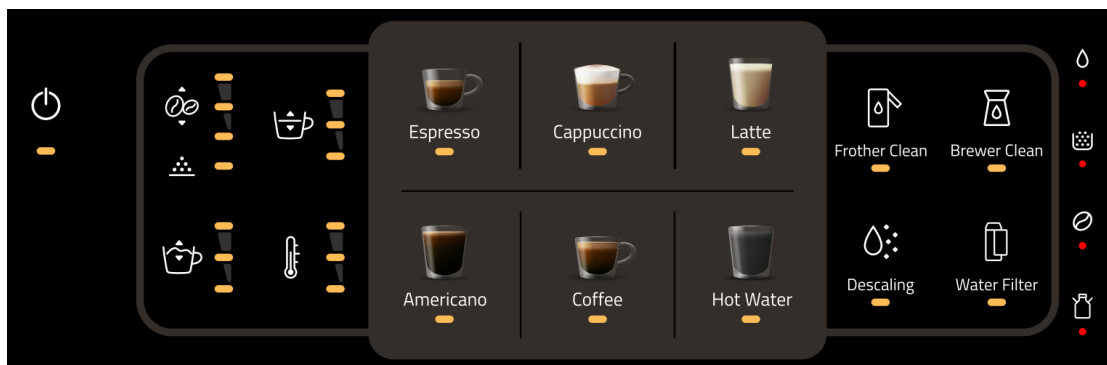 Espresso
Cappuccino
Latte
Americano
Coffee
Hot Water
Frother Clean
Brewer Clean
Descaling
Water Filter